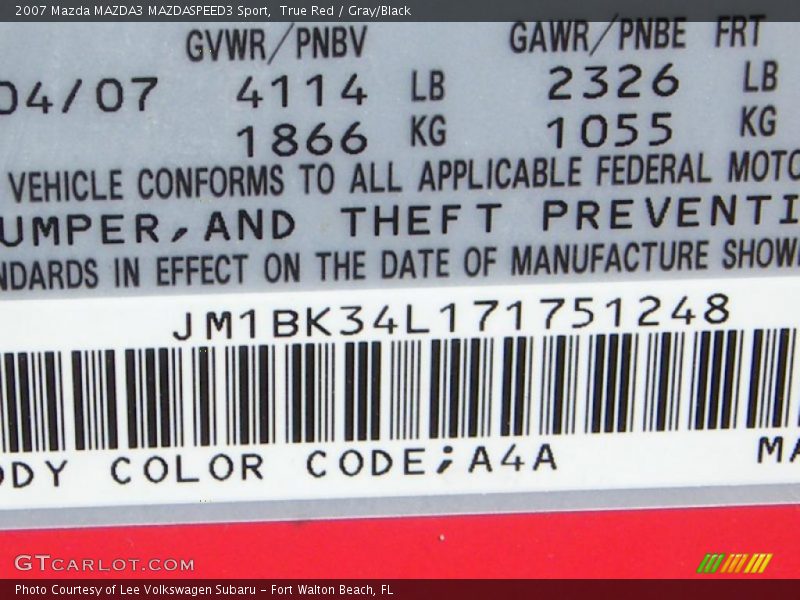 2007 Mazda MAZDA3 MAZDASPEED3 Sport, True Red / Gray/Black
GVWR/PNBV GAWR/PNBE FRT
04/07 4114 LB 2326 LB
1866 KG 1055 KG
VEHICLE CONFORMS TO ALL APPLICABLE FEDERAL MOTO
UMPER, AND THEFT PREVENTI
NDARDS IN EFFECT ON THE DATE OF MANUFACTURE SHOW
JM1BK34L171751248
ODY COLOR CODE;A4A MA
GTCARLOT.COM
Photo Courtesy of Lee Volkswagen Subaru - Fort Walton Beach, FL